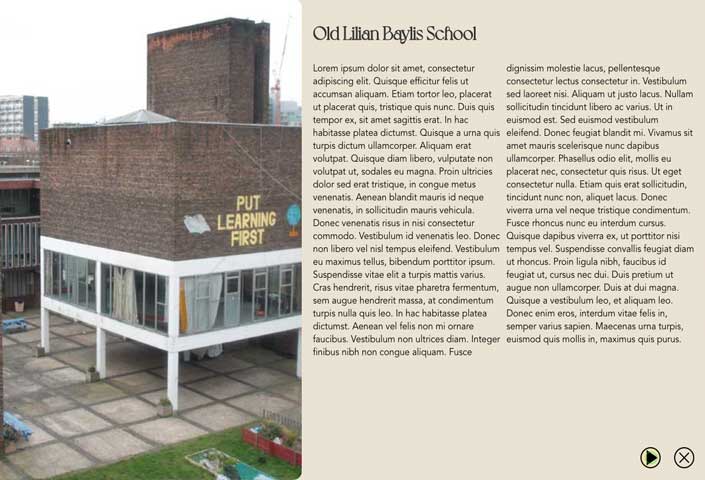 PUT
LEARNING
FIRST
Old Lilian Baylis School
Lorem ipsum dolor sit amet, consectetur
adipiscing elit. Quisque efficitur felis ut
accumsan aliquam. Etiam tortor leo, placerat
ut placerat quis, tristique quis nunc. Duis quis
tempor ex, sit amet sagittis erat. In hac
habitasse platea dictumst. Quisque a urna quis
turpis dictum ullamcorper. Aliquam erat
volutpat. Quisque diam libero, vulputate non
volutpat ut, sodales eu magna. Proin ultricies
dolor sed erat tristique, in congue metus
venenatis. Aenean blandit mauris id neque
venenatis, in sollicitudin mauris vehicula.
Donec venenatis risus in nisi consectetur
commodo. Vestibulum id venenatis leo. Donec
non libero vel nisl tempus eleifend. Vestibulum
eu maximus tellus, bibendum porttitor ipsum.
Suspendisse vitae elit a turpis mattis varius.
Cras hendrerit, risus vitae pharetra fermentum,
sem augue hendrerit massa, at condimentum
turpis nulla quis leo. In hac habitasse platea
dictumst. Aenean vel felis non mi ornare
faucibus. Vestibulum non ultrices diam. Integer
finibus nibh non congue aliquam. Fusce
dignissim molestie lacus, pellentesque
consectetur lectus consectetur in. Vestibulum
sed laoreet nisi. Aliquam ut justo lacus. Nullam
sollicitudin tincidunt libero ac varius. Ut in
euismod est. Sed euismod vestibulum
eleifend. Donec feugiat blandit mi. Vivamus sit
amet mauris scelerisque nunc dapibus
ullamcorper. Phasellus odio elit, mollis eu
placerat nec, consectetur quis risus. Ut eget
consectetur nulla. Etiam quis erat sollicitudin,
tincidunt nunc non, aliquet lacus. Donec
viverra urna vel neque tristique condimentum.
Fusce rhoncus nunc eu interdum cursus.
Quisque dapibus viverra ex, ut porttitor nisi
tempus vel. Suspendisse convallis feugiat diam
ut rhoncus. Proin ligula nibh, faucibus id
feugiat ut, cursus nec dui. Duis pretium ut
augue non ullamcorper. Duis at dui magna.
Quisque a vestibulum leo, et aliquam leo.
Donec enim eros, interdum vitae felis in,
semper varius sapien. Maecenas urna turpis,
euismod quis mollis in, maximus quis purus.